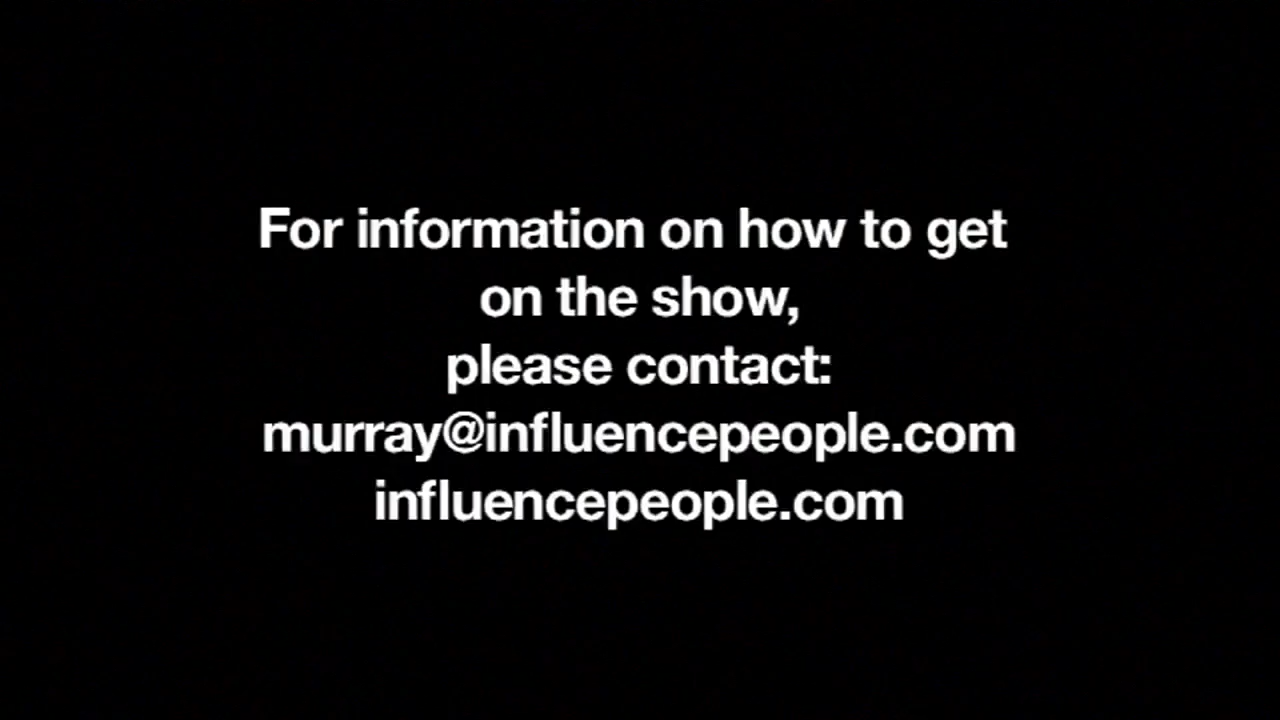 For information on how to get
on the show,
please contact:
murray@influencepeople.com
influencepeople.com